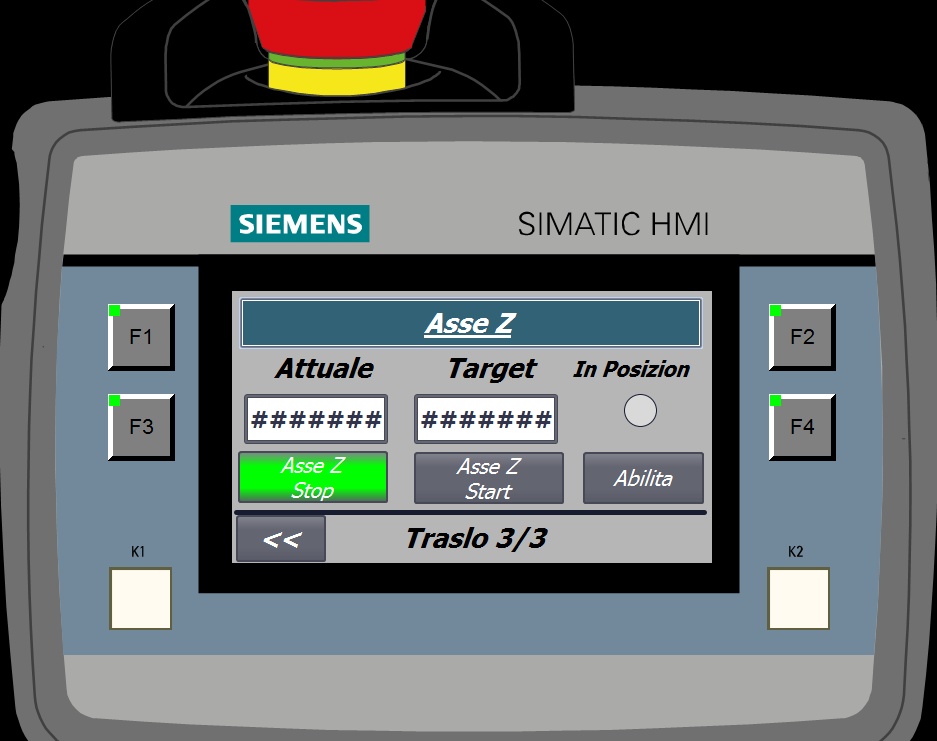 SIEMENS
SIMATIC HMI
Asse Z
F1
F2
Attuale
Target
In Posizion
#######
#######
F3
F4
Asse Z
Stop
Asse Z
Start
Abilita
<<
Traslo 3/3
K1
K2